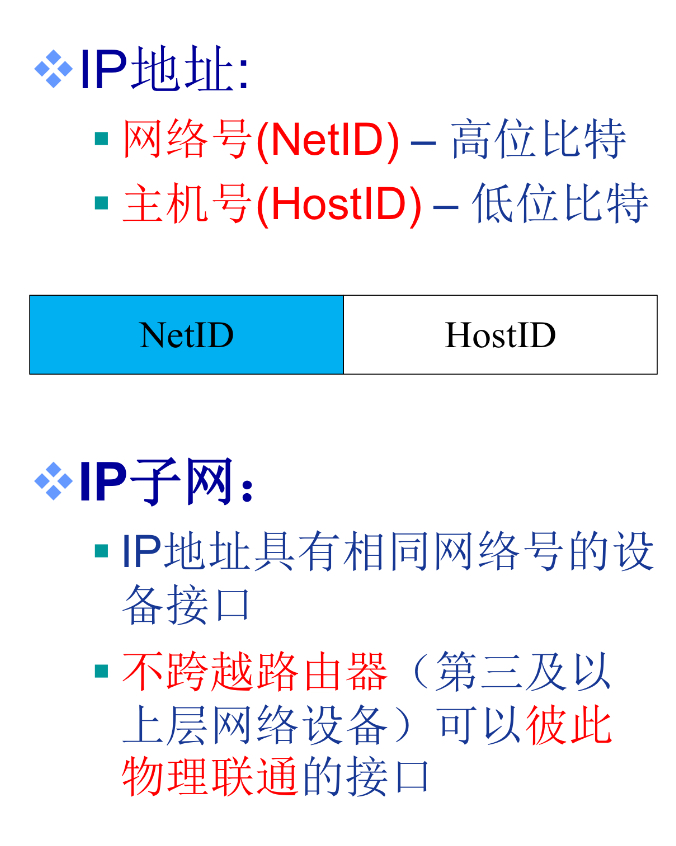 IP地址:
网络号(NetID) – 高位比特
主机号(HostID) – 低位比特
NetID HostID
IP子网：
IP地址具有相同网络号的设
备接口
不跨越路由器（第三及以
上层网络设备）可以彼此
物理联通的接口